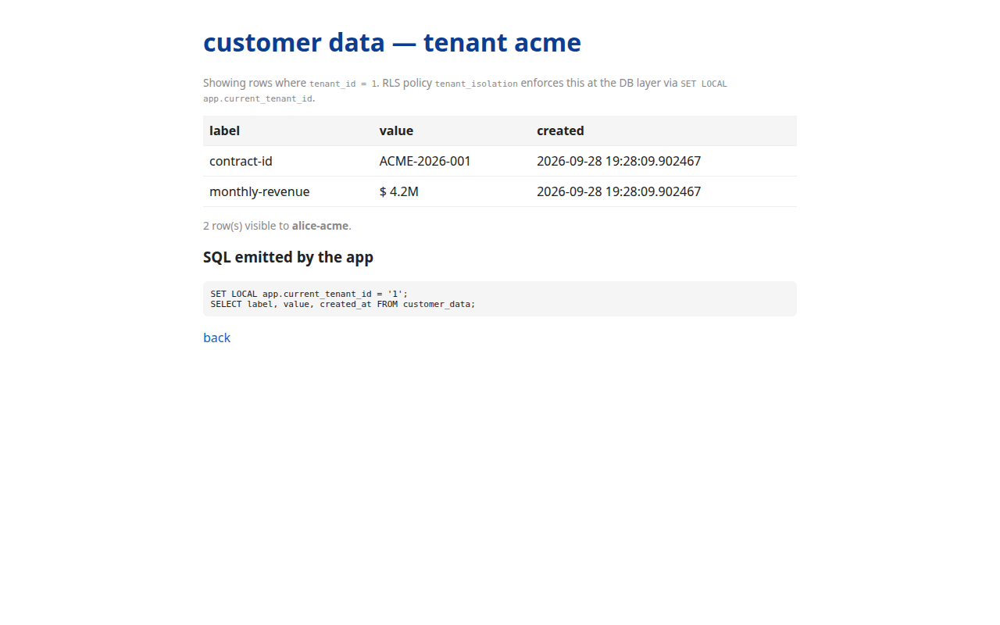 customer data — tenant acme
Showing rows where tenant_id = 1. RLS policy tenant_isolation enforces this at the DB layer via SET LOCAL
app.current_tenant_id.
label value created
contract-id ACME-2026-001 2026-09-28 19:28:09.902467
monthly-revenue $ 4.2M 2026-09-28 19:28:09.902467
2 row(s) visible to alice-acme.
SQL emitted by the app
SET LOCAL app.current_tenant_id = '1';
SELECT label, value, created_at FROM customer_data;
back